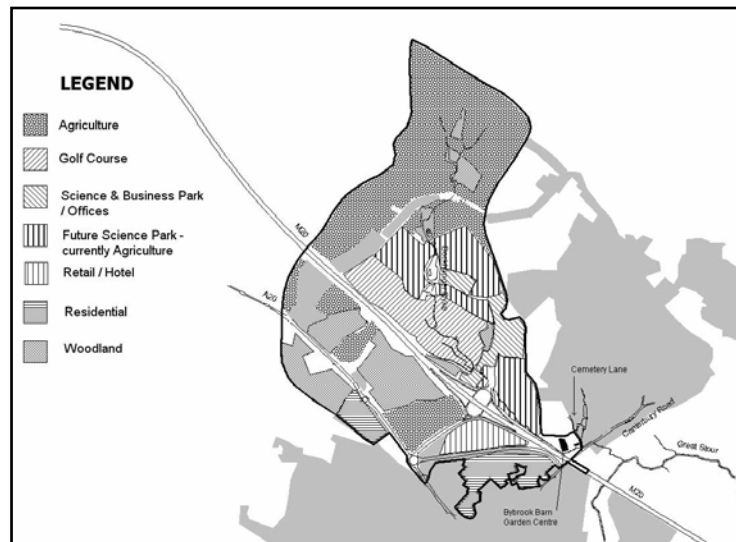 LEGEND
Agriculture
Golf Course
Science & Business Park
/ Offices
Future Science Park -
currently Agriculture
Retail / Hotel
Residential
Woodland
M20
A20
Cemetery Lane
Canterbury Road
Great Stour
M20
Bybrook Barn
Garden Centre